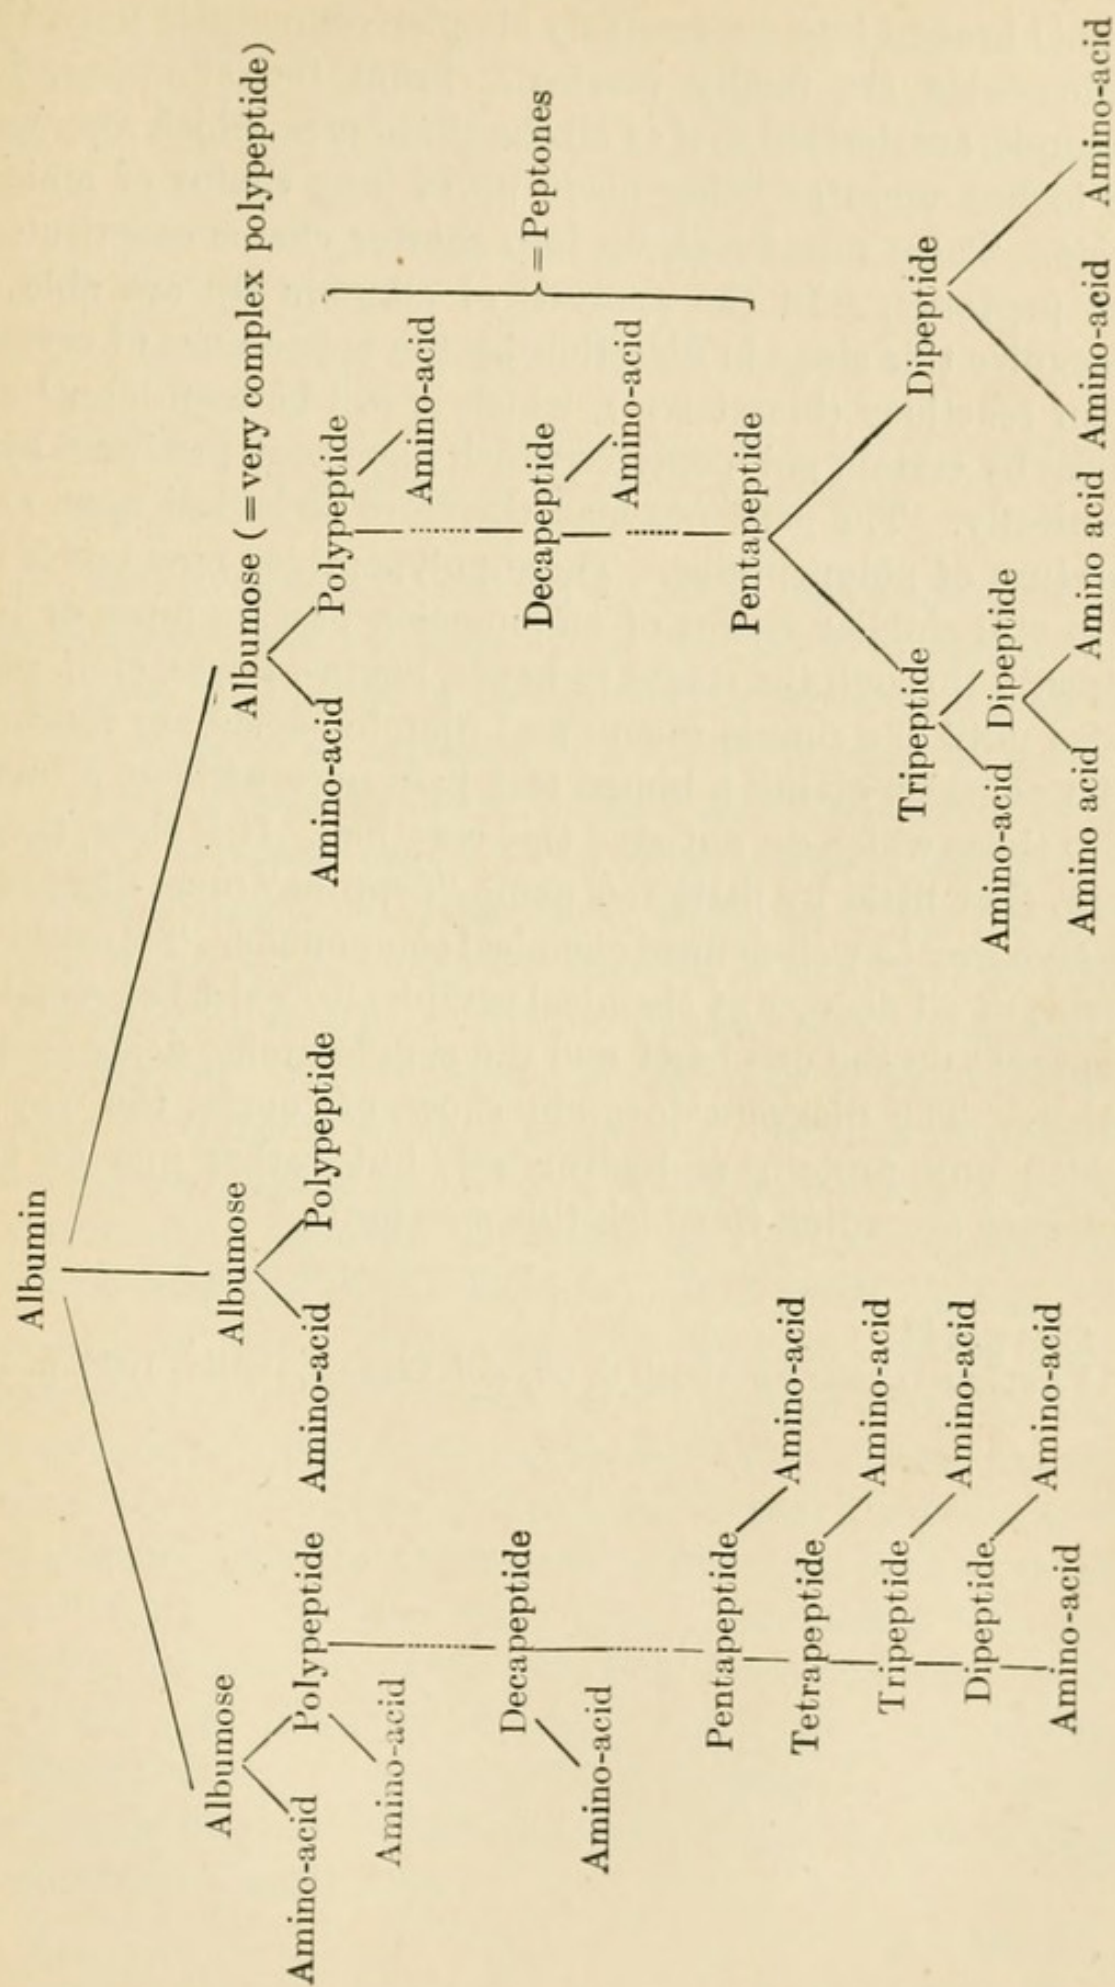 Albumin
Albumose Albumose Albumose (= very complex polypeptide)
Amino-acid Polypeptide Amino-acid Polypeptide Amino-acid Polypeptide
Amino-acid Amino-acid
= Peptones
Decapeptide Decapeptide
Amino-acid Amino-acid
Pentapeptide Pentapeptide
Amino-acid
Tetrapeptide
Amino-acid
Tripeptide Tripeptide Dipeptide
Amino-acid
Dipeptide Amino-acid Dipeptide
Amino-acid
Amino-acid Amino acid Amino acid Amino-acid Amino-acid